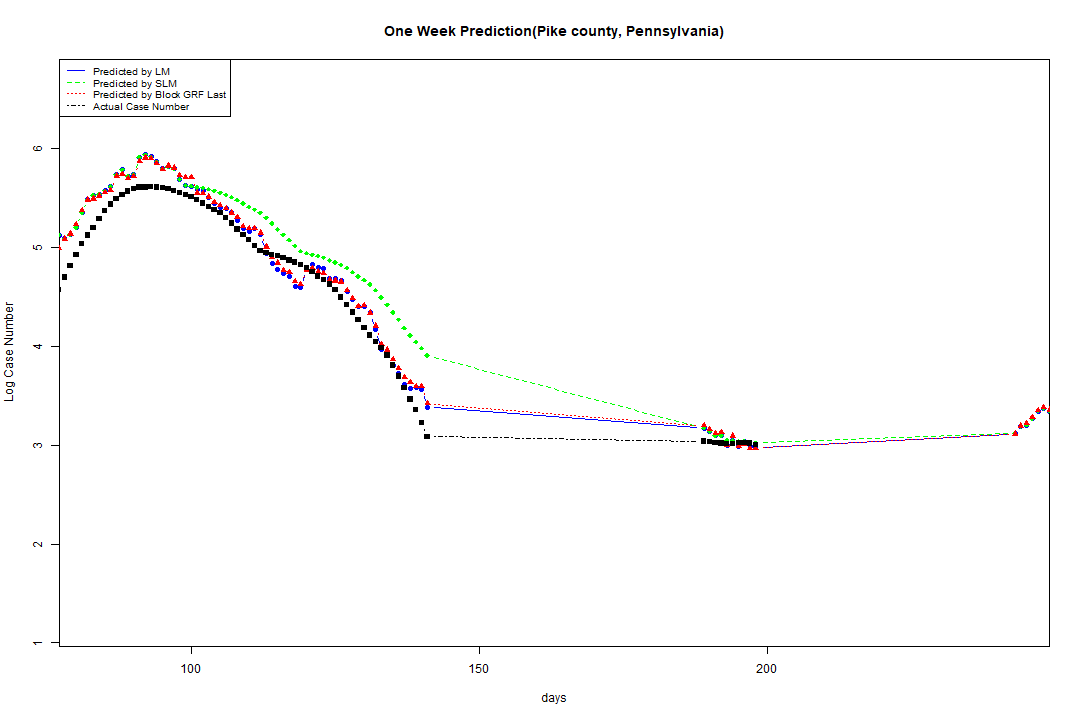 One Week Prediction(Pike county, Pennsylvania)
Predicted by LM
Predicted by SLM
Predicted by Block GRF Last
Actual Case Number
6
5
4
3
2
1
Log Case Number
100
150
200
days